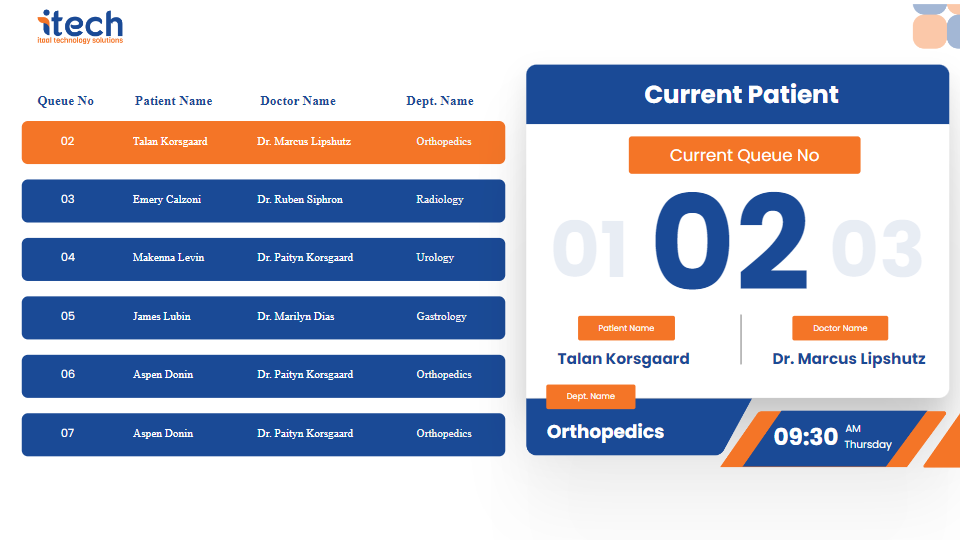 itech
itaal technology solutions
Queue No Patient Name Doctor Name Dept. Name
02 Talan Korsgaard Dr. Marcus Lipshutz Orthopedics
03 Emery Calzoni Dr. Ruben Siphron Radiology
04 Makenna Levin Dr. Paityn Korsgaard Urology
05 James Lubin Dr. Marilyn Dias Gastrology
06 Aspen Donin Dr. Paityn Korsgaard Orthopedics
07 Aspen Donin Dr. Paityn Korsgaard Orthopedics
Current Patient
Current Queue No
01 02 03
Patient Name Doctor Name
Talan Korsgaard Dr. Marcus Lipshutz
Dept. Name
Orthopedics
09:30 AM
Thursday